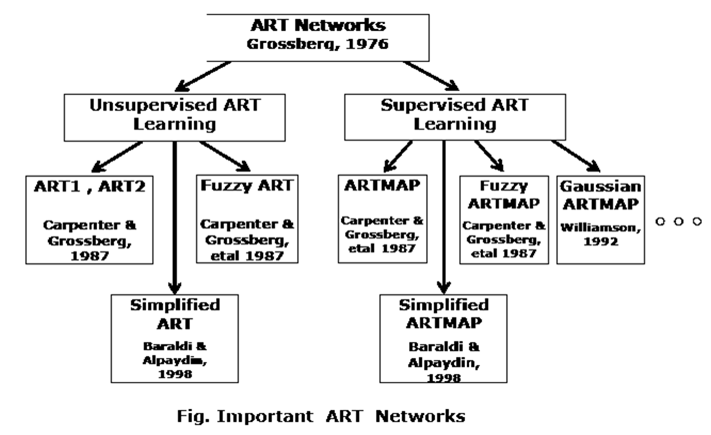 ART Networks
Grossberg, 1976
Unsupervised ART
Learning
Supervised ART
Learning
ART1 , ART2
Carpenter &
Grossberg,
1987
Fuzzy ART
Carpenter &
Grossberg,
etal 1987
ARTMAP
Carpenter &
Grossberg,
etal 1987
Fuzzy
ARTMAP
Carpenter &
Grossberg,
etal 1987
Gaussian
ARTMAP
Williamson,
1992
Simplified
ART
Baraldi &
Alpaydin,
1998
Simplified
ARTMAP
Baraldi &
Alpaydin,
1998
Fig. Important ART Networks